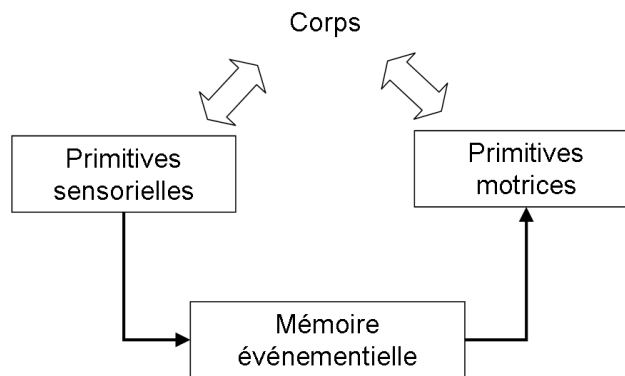 Corps
Primitives
sensorielles
Primitives
motrices
Mémoire
événementielle